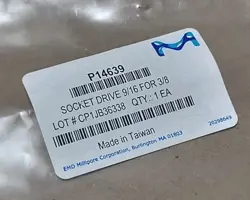 P14639
SOCKET DRIVE 9/16 FOR 3/8
LOT # CP1JB36338 QTY.: 1 EA
Made in Taiwan
EMD Millipore Corporation, Burlington MA 01803
20298049